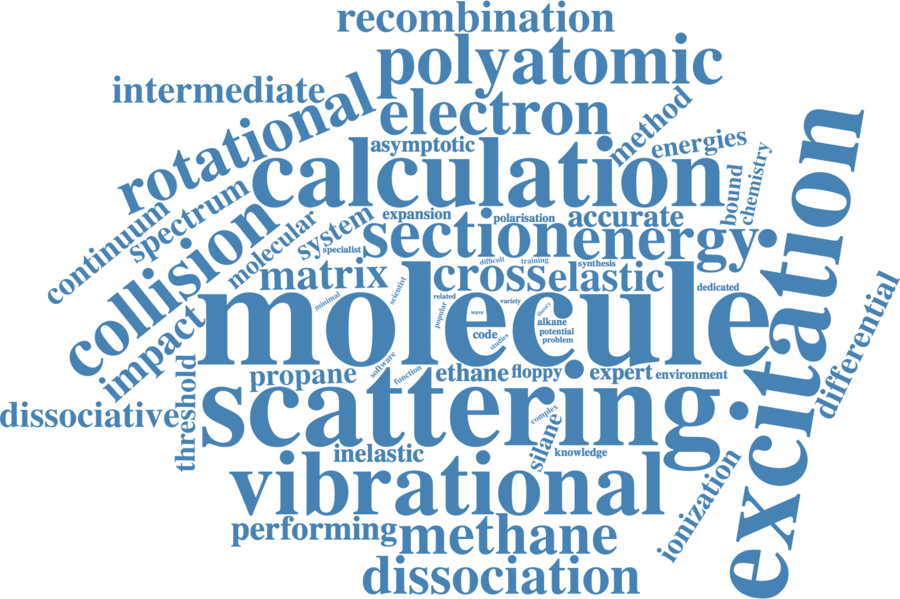 recombination
polyatomic
intermediate
rotational
electron
method
asymptotic
energies
calculation
chemistry
bound
excitation
spectrum
continuum
collision
molecular
system
expansion
polarisation
accurate
specialist
section
energy
difficult
training
synthesis
matrix
cross
elastic
dedicated
minimal
scientist
molecule
related
popular
wave
variety
theory
code
studies
alkane
potential
problem
differential
impact
threshold
propane
software
function
ethane
floppy
expert
environment
dissociative
scattering
complex
silane
knowledge
inelastic
vibrational
ionization
performing
methane
dissociation